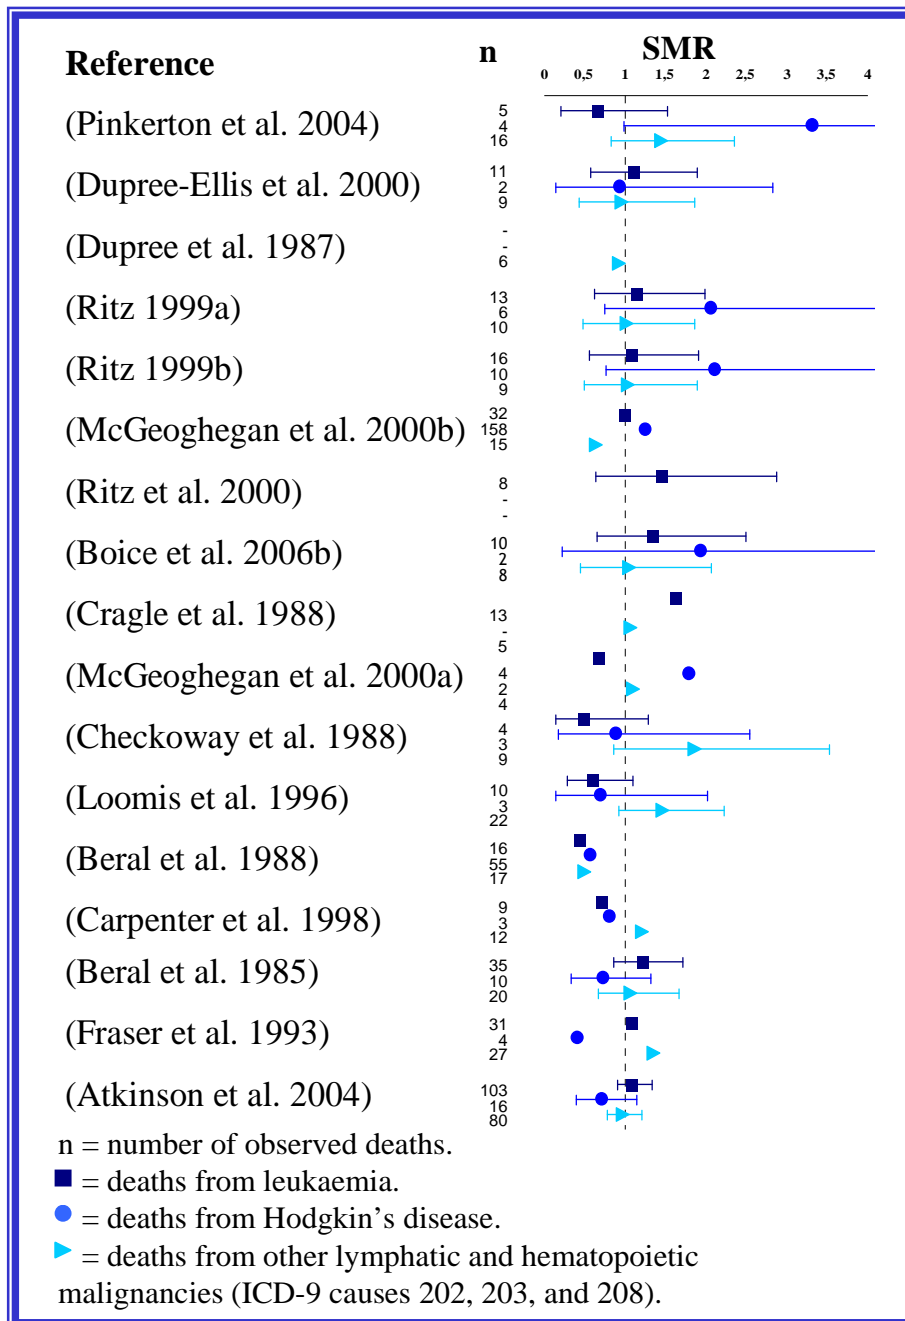 Reference n SMR
0 0,5 1 1,5 2 2,5 3 3,5 4
(Pinkerton et al. 2004) 5 4 16
(Dupree-Ellis et al. 2000) 11 2 9
(Dupree et al. 1987) - - 6
(Ritz 1999a) 13 6 10
(Ritz 1999b) 16 10 9
(McGeoghegan et al. 2000b) 32 158 15
(Ritz et al. 2000) 8 - -
(Boice et al. 2006b) 10 2 8
(Cragle et al. 1988) 13 - 5
(McGeoghegan et al. 2000a) 4 2 4
(Checkoway et al. 1988) 4 3 9
(Loomis et al. 1996) 10 3 22
(Beral et al. 1988) 16 55 17
(Carpenter et al. 1998) 9 3 12
(Beral et al. 1985) 35 10 20
(Fraser et al. 1993) 31 4 27
(Atkinson et al. 2004) 103 16 80
n = number of observed deaths.
= deaths from leukaemia.
= deaths from Hodgkin’s disease.
= deaths from other lymphatic and hematopoietic
malignancies (ICD-9 causes 202, 203, and 208).